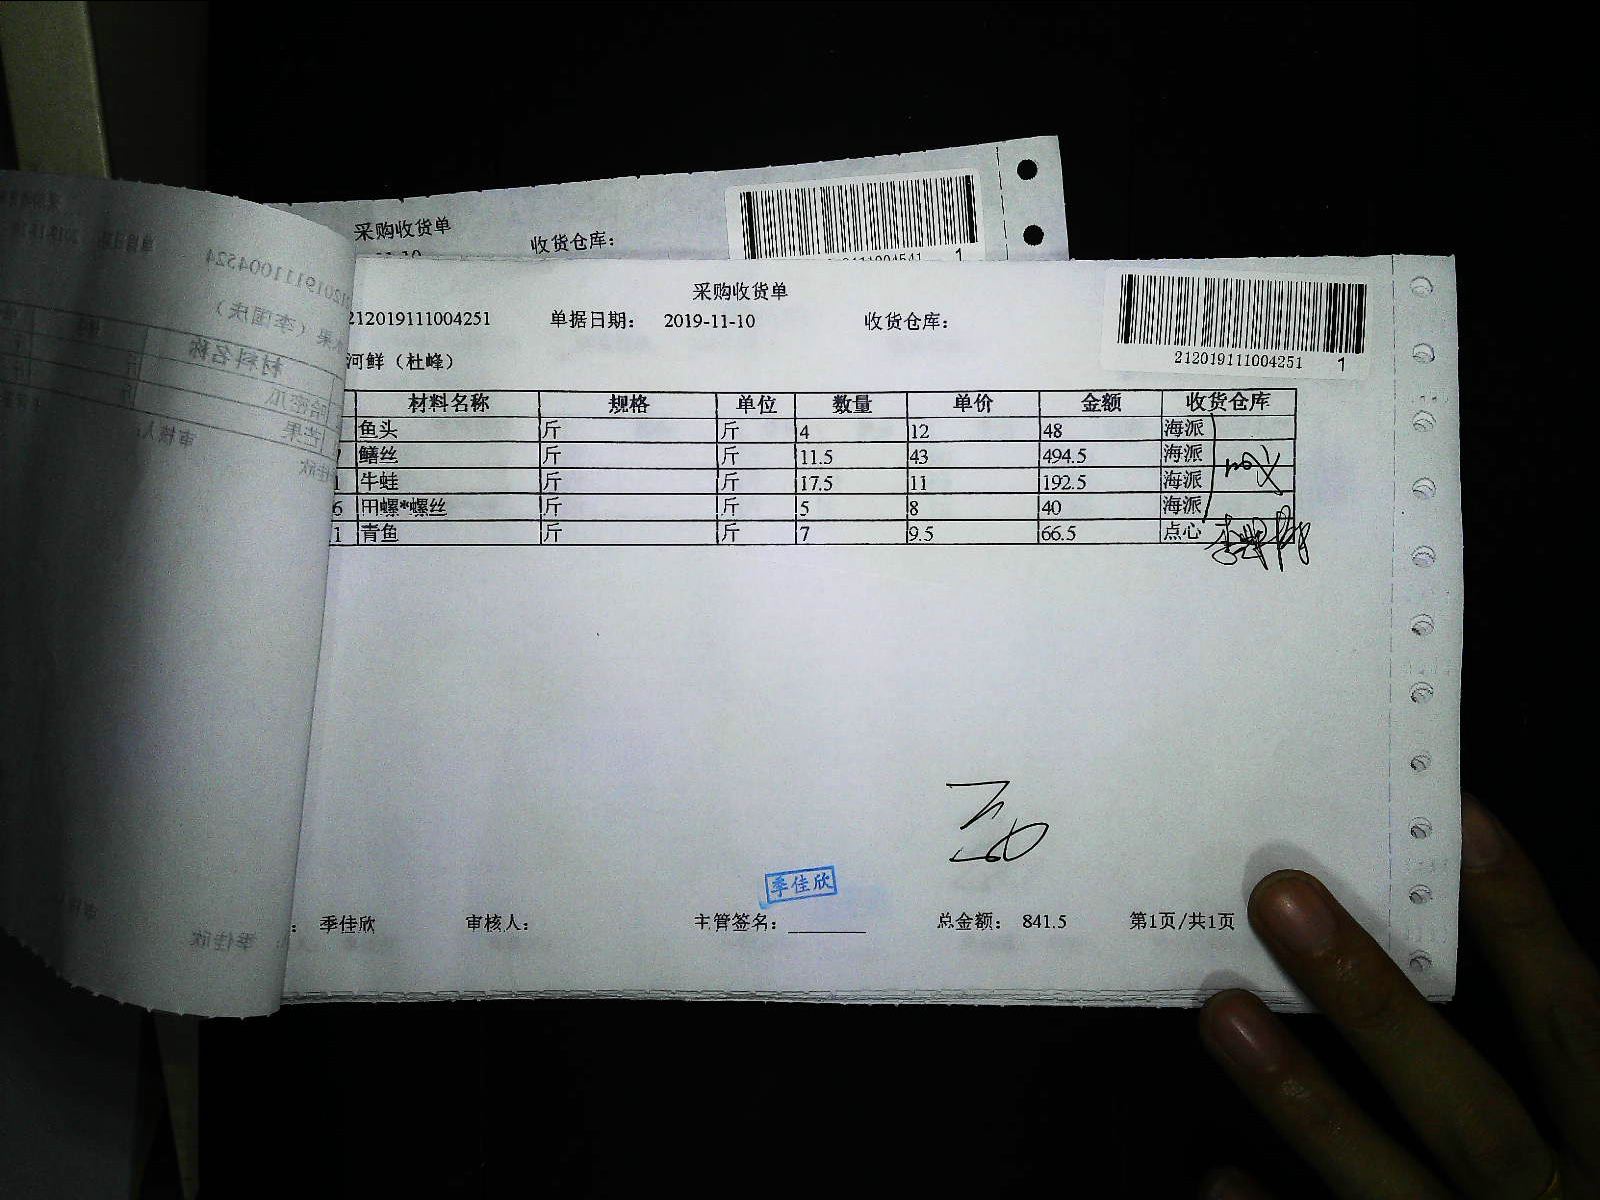 采购收货单
收货仓库：
1
采购收货单
212019111004251 单据日期： 2019-11-10 收货仓库：
212019111004251 1
河鲜（杜峰）
材料名称 规格 单位 数量 单价 金额 收货仓库
鱼头 斤 斤 4 12 48 海派
鳝丝 斤 斤 11.5 43 494.5 海派
1 牛蛙 斤 斤 17.5 11 192.5 海派
6 田螺*螺丝 斤 斤 5 8 40 海派
1 青鱼 斤 斤 7 9.5 66.5 点心
季佳欣
： 季佳欣 审核人： 主管签名： 总金额： 841.5 第1页/共1页